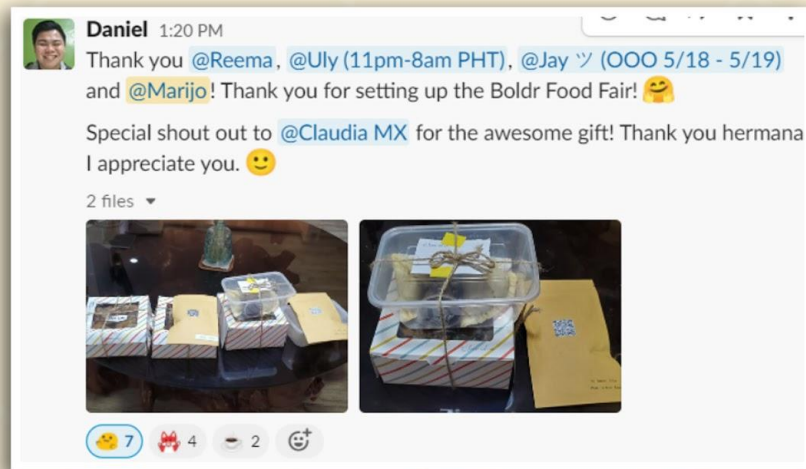 Daniel 1:20 PM
Thank you @Reema, @Uly (11pm-8am PHT), @Jay ツ (OOO 5/18 - 5/19)
and @Marijo! Thank you for setting up the Boldr Food Fair! 🤗
Special shout out to @Claudia MX for the awesome gift! Thank you hermana
I appreciate you. 🙂
2 files
7 4 2